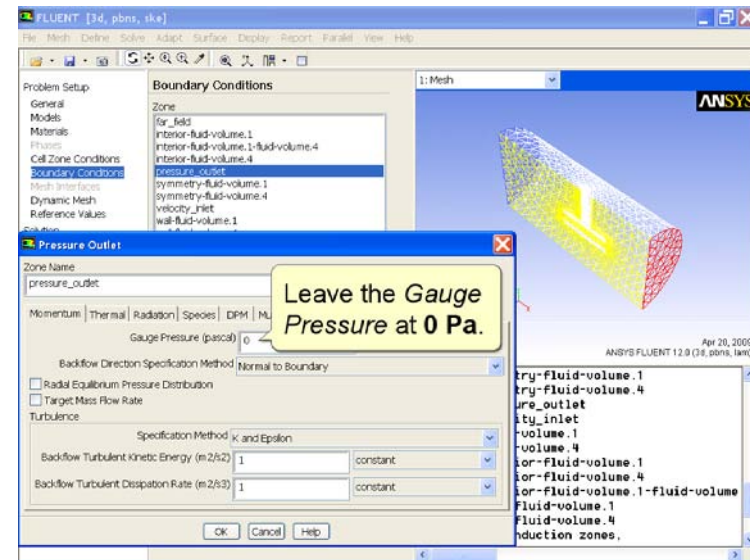 FLUENT [3d, pbns, ske]
File Mesh Define Solve Adapt Surface Display Report Parallel View Help
Problem Setup
General
Models
Materials
Phases
Cell Zone Conditions
Boundary Conditions
Mesh Interfaces
Dynamic Mesh
Reference Values
Solution
Boundary Conditions
Zone
far_field
interior-fluid-volume.1
interior-fluid-volume.1-fluid-volume.4
interior-fluid-volume.4
pressure_outlet
symmetry-fluid-volume.1
symmetry-fluid-volume.4
velocity_inlet
wall-fluid-volume.1
1: Mesh
ANSYS
Pressure Outlet
Zone Name
pressure_outlet
Momentum Thermal Radiation Species DPM Mu
Gauge Pressure (pascal) 0
Leave the Gauge
Pressure at 0 Pa.
Backflow Direction Specification Method Normal to Boundary
Radial Equilibrium Pressure Distribution
Target Mass Flow Rate
Turbulence
Specification Method K and Epsilon
Backflow Turbulent Kinetic Energy (m2/s2) 1 constant
Backflow Turbulent Dissipation Rate (m2/s3) 1 constant
OK Cancel Help
Apr 20, 2009
ANSYS FLUENT 12.0 (3d, pbns, lam)
try-fluid-volume.1
try-fluid-volume.4
ure_outlet
ity_inlet
-volume.1
-volume.4
ior-fluid-volume.1
ior-fluid-volume.4
ior-fluid-volume.1-fluid-volume
fluid-volume.1
fluid-volume.4
nduction zones,